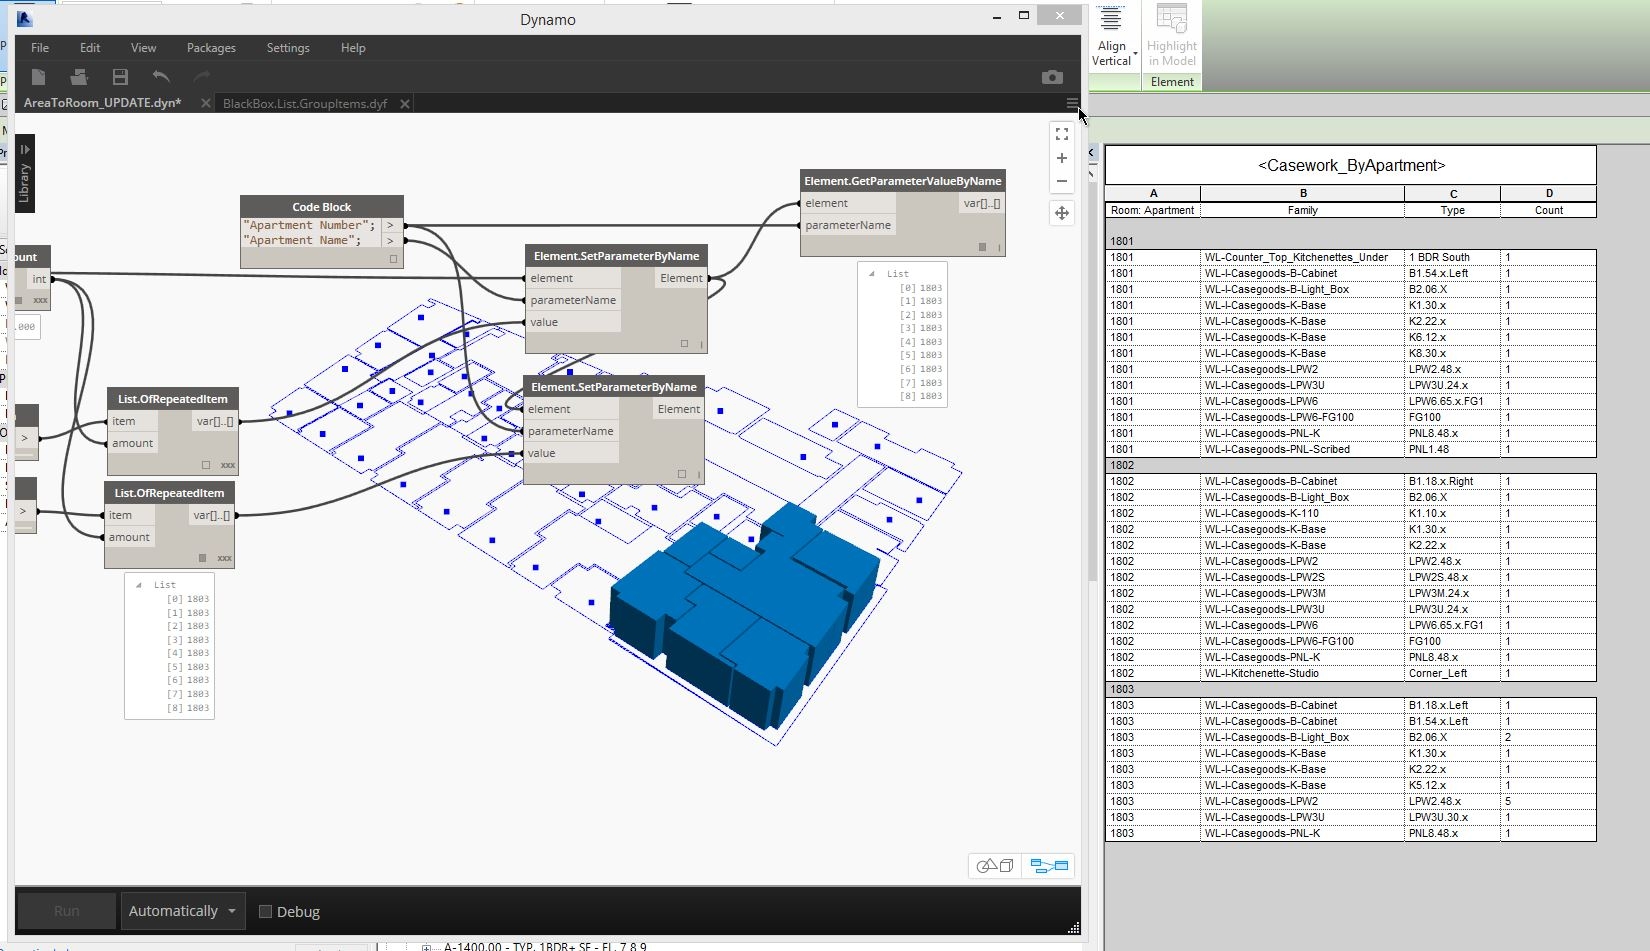 Dynamo
File Edit View Packages Settings Help
AreaToRoom_UPDATE.dyn*
BlackBox.List.GroupItems.dyf
Library
Code Block
"Apartment Number"; >
"Apartment Name"; >
int
xxx
Element.SetParameterByName
element Element
parameterName
value
Element.SetParameterByName
element Element
parameterName
value
Element.GetParameterValueByName
element var[]..[]
parameterName
List
[0] 1803
[1] 1803
[2] 1803
[3] 1803
[4] 1803
[5] 1803
[6] 1803
[7] 1803
[8] 1803
List.OfRepeatedItem
item var[]..[]
amount
xxx
List.OfRepeatedItem
item var[]..[]
amount
xxx
List
[0] 1803
[1] 1803
[2] 1803
[3] 1803
[4] 1803
[5] 1803
[6] 1803
[7] 1803
[8] 1803
Run
Automatically
Debug
A-1400.00 - TYP. 1BDR+ SF - FL. 7 8 9
Align
Vertical
Highlight
in Model
Element
<Casework_ByApartment>
A B C D
Room: Apartment Family Type Count
1801
1801 WL-Counter_Top_Kitchenettes_Under 1 BDR South 1
1801 WL-I-Casegoods-B-Cabinet B1.54.x.Left 1
1801 WL-I-Casegoods-B-Light_Box B2.06.X 1
1801 WL-I-Casegoods-K-Base K1.30.x 1
1801 WL-I-Casegoods-K-Base K2.22.x 1
1801 WL-I-Casegoods-K-Base K6.12.x 1
1801 WL-I-Casegoods-K-Base K8.30.x 1
1801 WL-I-Casegoods-LPW2 LPW2.48.x 1
1801 WL-I-Casegoods-LPW3U LPW3U.24.x 1
1801 WL-I-Casegoods-LPW6 LPW6.65.x.FG1 1
1801 WL-I-Casegoods-LPW6-FG100 FG100 1
1801 WL-I-Casegoods-PNL-K PNL8.48.x 1
1801 WL-I-Casegoods-PNL-Scribed PNL1.48 1
1802
1802 WL-I-Casegoods-B-Cabinet B1.18.x.Right 1
1802 WL-I-Casegoods-B-Light_Box B2.06.X 1
1802 WL-I-Casegoods-K-110 K1.10.x 1
1802 WL-I-Casegoods-K-Base K1.30.x 1
1802 WL-I-Casegoods-K-Base K2.22.x 1
1802 WL-I-Casegoods-LPW2 LPW2.48.x 1
1802 WL-I-Casegoods-LPW2S LPW2S.48.x 1
1802 WL-I-Casegoods-LPW3M LPW3M.24.x 1
1802 WL-I-Casegoods-LPW3U LPW3U.24.x 1
1802 WL-I-Casegoods-LPW6 LPW6.65.x.FG1 1
1802 WL-I-Casegoods-LPW6-FG100 FG100 1
1802 WL-I-Casegoods-PNL-K PNL8.48.x 1
1802 WL-I-Kitchenette-Studio Corner_Left 1
1803
1803 WL-I-Casegoods-B-Cabinet B1.18.x.Left 1
1803 WL-I-Casegoods-B-Cabinet B1.54.x.Left 1
1803 WL-I-Casegoods-B-Light_Box B2.06.X 2
1803 WL-I-Casegoods-K-Base K1.30.x 1
1803 WL-I-Casegoods-K-Base K2.22.x 1
1803 WL-I-Casegoods-K-Base K5.12.x 1
1803 WL-I-Casegoods-LPW2 LPW2.48.x 5
1803 WL-I-Casegoods-LPW3U LPW3U.30.x 1
1803 WL-I-Casegoods-PNL-K PNL8.48.x 1